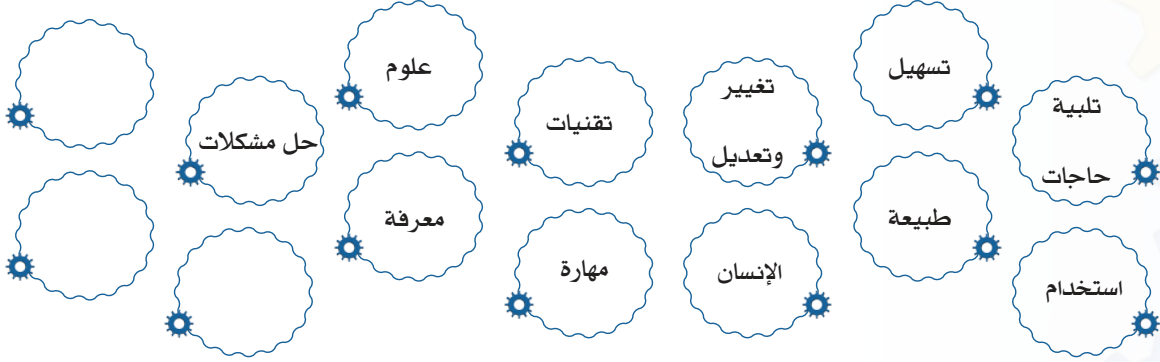 تلبية
حاجات
تسهيل
تغيير
وتعديل
تقنيات
علوم
حل مشكلات
استخدام
طبيعة
الإنسان
مهارة
معرفة